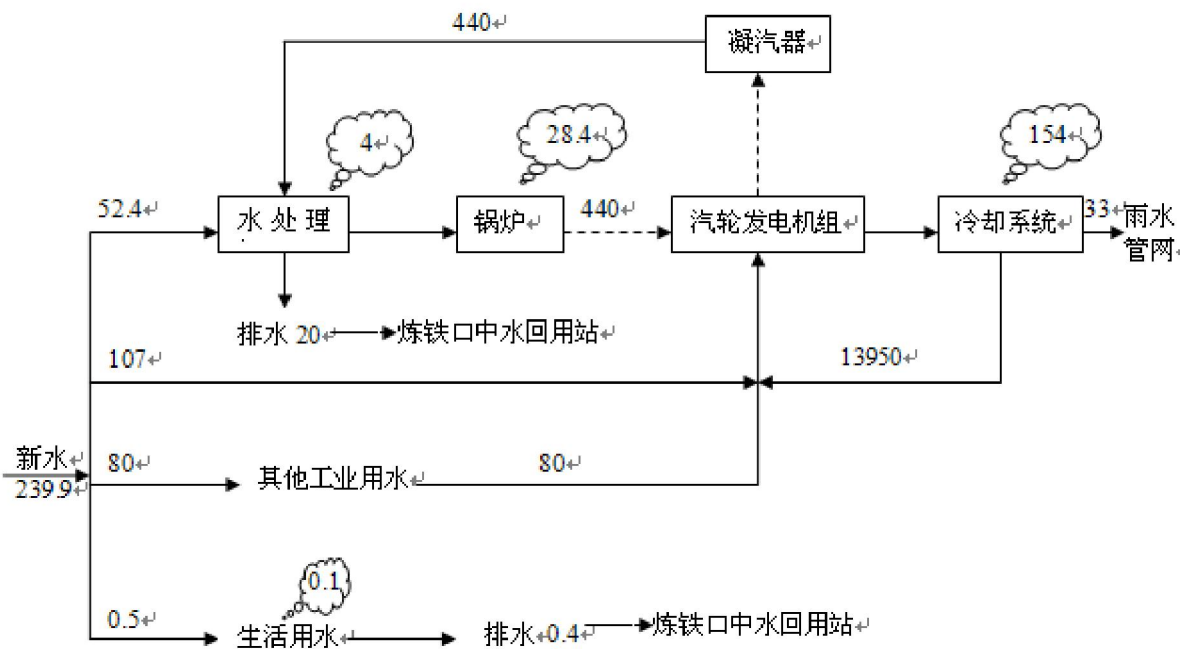 440↵
凝汽器↵
4↵
28.4↵
154↵
52.4↵
水 处 理
锅炉↵
440↵
汽轮发电机组↵
冷却系统↵
33↵
雨水
管网↵
排水 20↵
炼铁口中水回用站↵
107↵
13950↵
新水↵
239.9↵
80↵
其他工业用水↵
80↵
0.1
0.5↵
生活用水↵
排水↵0.4↵
炼铁口中水回用站↵